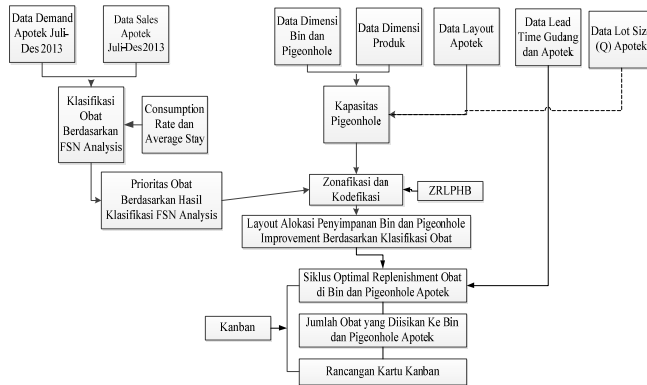 Data Demand
Apotek Juli-
Des 2013
Data Sales
Apotek
Juli-Des 2013
Data Dimensi
Bin dan
Pigeonhole
Data Dimensi
Produk
Data Layout
Apotek
Data Lead
Time Gudang
dan Apotek
Data Lot Size
(Q) Apotek
Klasifikasi
Obat
Berdasarkan
FSN Analysis
Consumption
Rate dan
Average Stay
Kapasitas
Pigeonhole
Prioritas Obat
Berdasarkan Hasil
Klasifikasi FSN Analysis
Zonafikasi dan
Kodefikasi
ZRLPHB
Layout Alokasi Penyimpanan Bin dan Pigeonhole
Improvement Berdasarkan Klasifikasi Obat
Siklus Optimal Replenishment Obat
di Bin dan Pigeonhole Apotek
Kanban
Jumlah Obat yang Diisikan Ke Bin
dan Pigeonhole Apotek
Rancangan Kartu Kanban